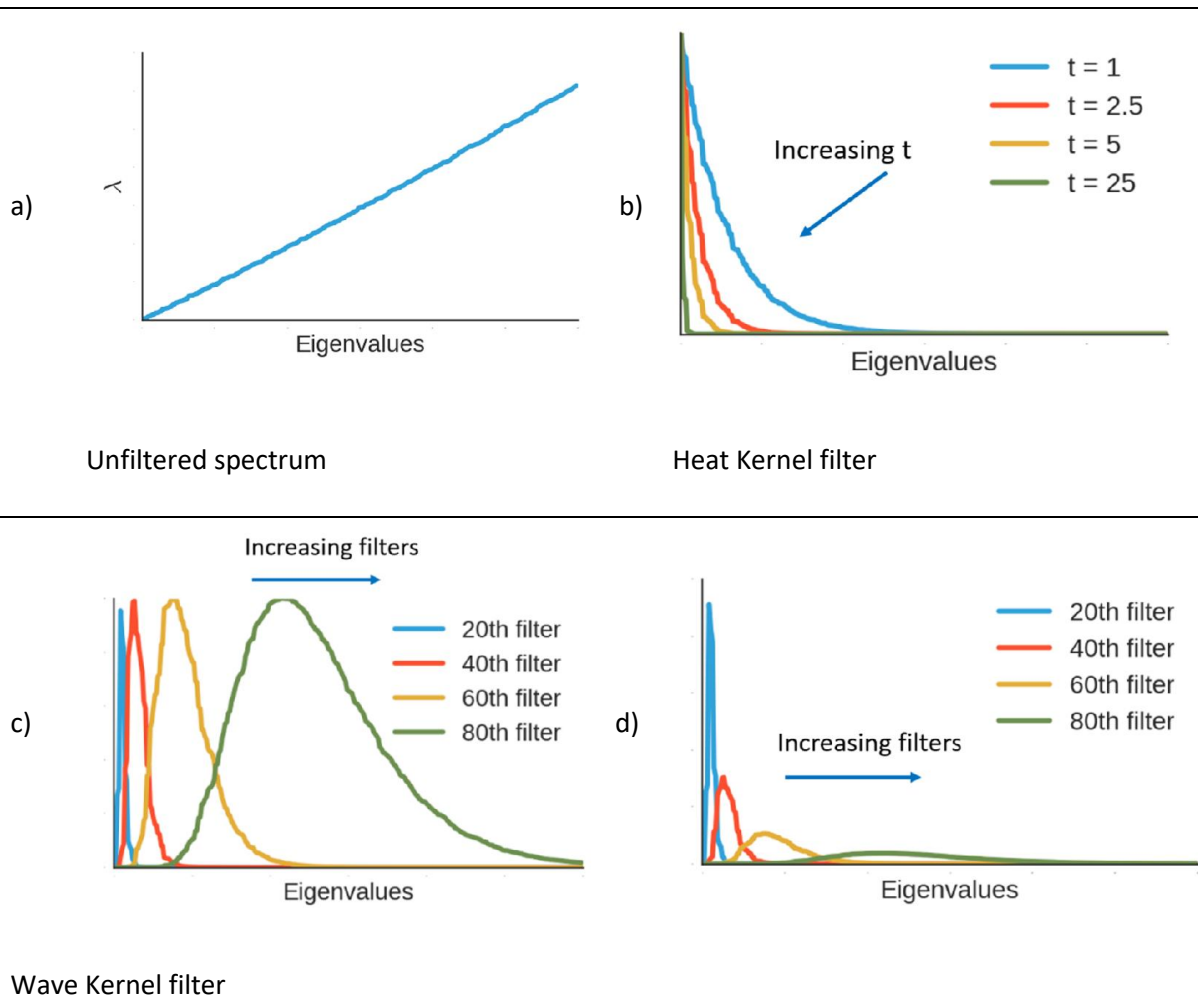 a)
λ
Eigenvalues
Unfiltered spectrum
b)
Increasing t
t = 1
t = 2.5
t = 5
t = 25
Eigenvalues
Heat Kernel filter
c)
Increasing filters
20th filter
40th filter
60th filter
80th filter
Eigenvalues
d)
20th filter
40th filter
60th filter
80th filter
Increasing filters
Eigenvalues
Wave Kernel filter